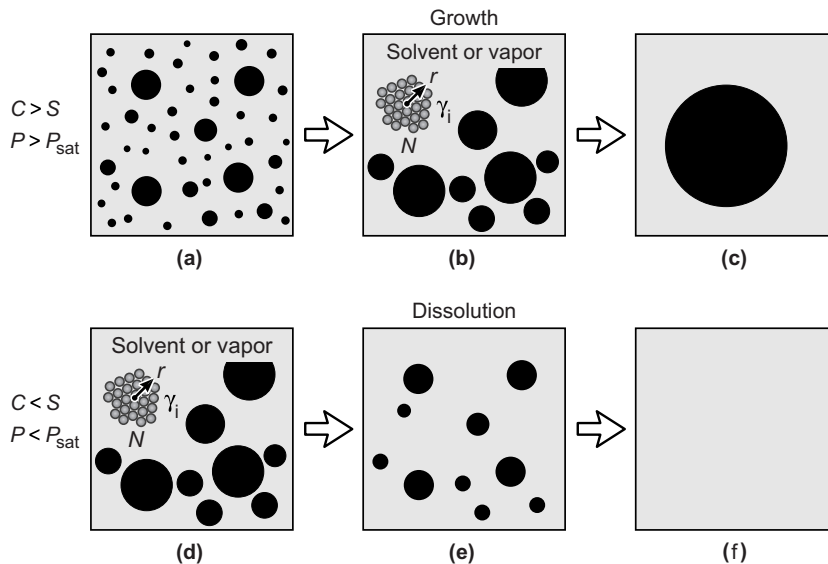 Growth
C > S
P > Psat
Solvent or vapor
r
γi
N
(a)
(b)
(c)
Dissolution
C < S
P < Psat
Solvent or vapor
r
γi
N
(d)
(e)
(f)